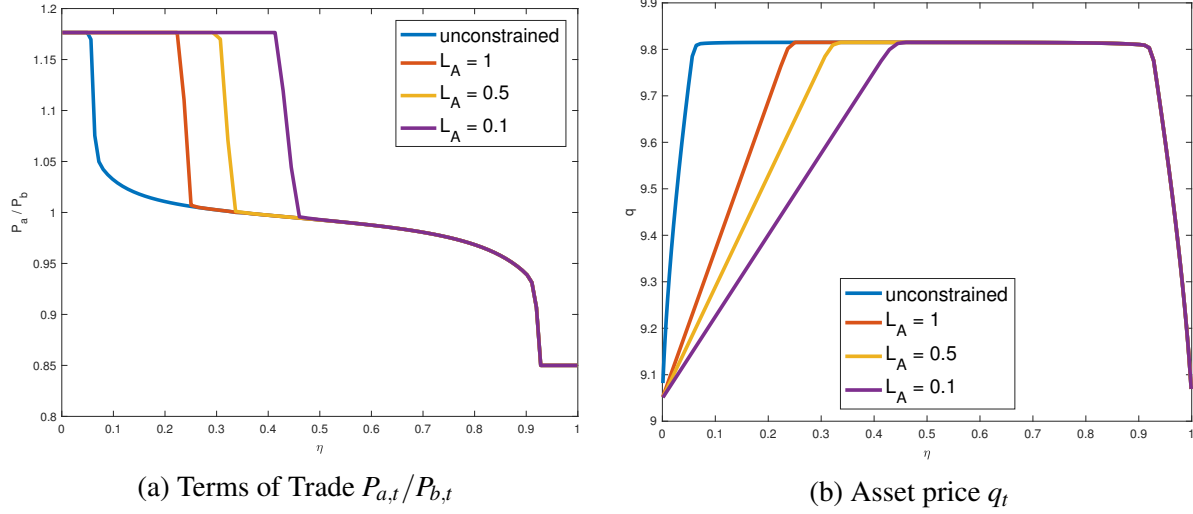 1.2
1.15
1.1
1.05
1
0.95
0.9
0.85
0.8
P_a / P_b
0 0.1 0.2 0.3 0.4 0.5 0.6 0.7 0.8 0.9 1
η
unconstrained
L_A = 1
L_A = 0.5
L_A = 0.1
(a) Terms of Trade P_{a,t}/P_{b,t}
9.9
9.8
9.7
9.6
9.5
9.4
9.3
9.2
9.1
9
q
0 0.1 0.2 0.3 0.4 0.5 0.6 0.7 0.8 0.9 1
η
unconstrained
L_A = 1
L_A = 0.5
L_A = 0.1
(b) Asset price q_t